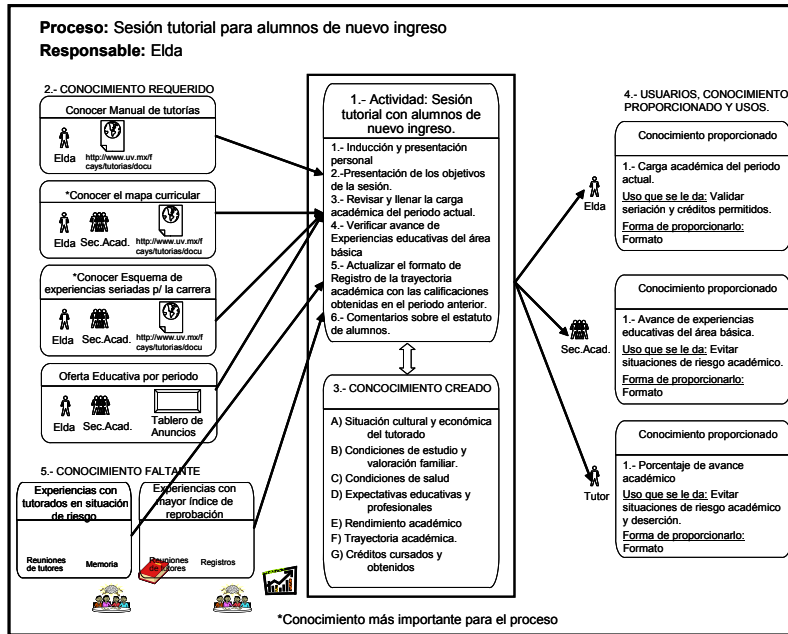 Proceso: Sesión tutorial para alumnos de nuevo ingreso
Responsable: Elda
2.- CONOCIMIENTO REQUERIDO
Conocer Manual de tutorías
Elda
http://www.uv.mx/f
cays/tutorias/docu
*Conocer el mapa curricular
Elda
Sec.Acad.
http://www.uv.mx/f
cays/tutorias/docu
*Conocer Esquema de
experiencias seriadas p/ la carrera
Elda
Sec.Acad.
http://www.uv.mx/f
cays/tutorias/docu
Oferta Educativa por periodo
Elda
Sec.Acad.
Tablero de
Anuncios
5.- CONOCIMIENTO FALTANTE
Experiencias con
tutorados en situación
de riesgo
Reuniones
de tutores
Memoria
Experiencias con
mayor índice de
reprobación
Reuniones
de tutores
Registros
1.- Actividad: Sesión
tutorial con alumnos de
nuevo ingreso.
1.- Inducción y presentación
personal
2.-Presentación de los objetivos
de la sesión.
3.- Revisar y llenar la carga
académica del periodo actual.
4.- Verificar avance de
Experiencias educativas del área
básica
5.- Actualizar el formato de
Registro de la trayectoria
académica con las calificaciones
obtenidas en el periodo anterior.
6.- Comentarios sobre el estatuto
de alumnos.
3.- CONCOCIMIENTO CREADO
A) Situación cultural y económica
del tutorado
B) Condiciones de estudio y
valoración familiar.
C) Condiciones de salud
D) Expectativas educativas y
profesionales
E) Rendimiento académico
F) Trayectoria académica.
G) Créditos cursados y
obtenidos
4.- USUARIOS, CONOCIMIENTO
PROPORCIONADO Y USOS.
Elda
Conocimiento proporcionado
1.- Carga académica del periodo
actual.
Uso que se le da: Validar
seriación y créditos permitidos.
Forma de proporcionarlo:
Formato
Sec.Acad.
Conocimiento proporcionado
1.- Avance de experiencias
educativas del área básica.
Uso que se le da: Evitar
situaciones de riesgo académico.
Forma de proporcionarlo:
Formato
Tutor
Conocimiento proporcionado
1.- Porcentaje de avance
académico
Uso que se le da: Evitar
situaciones de riesgo académico
y deserción.
Forma de proporcionarlo:
Formato
*Conocimiento más importante para el proceso